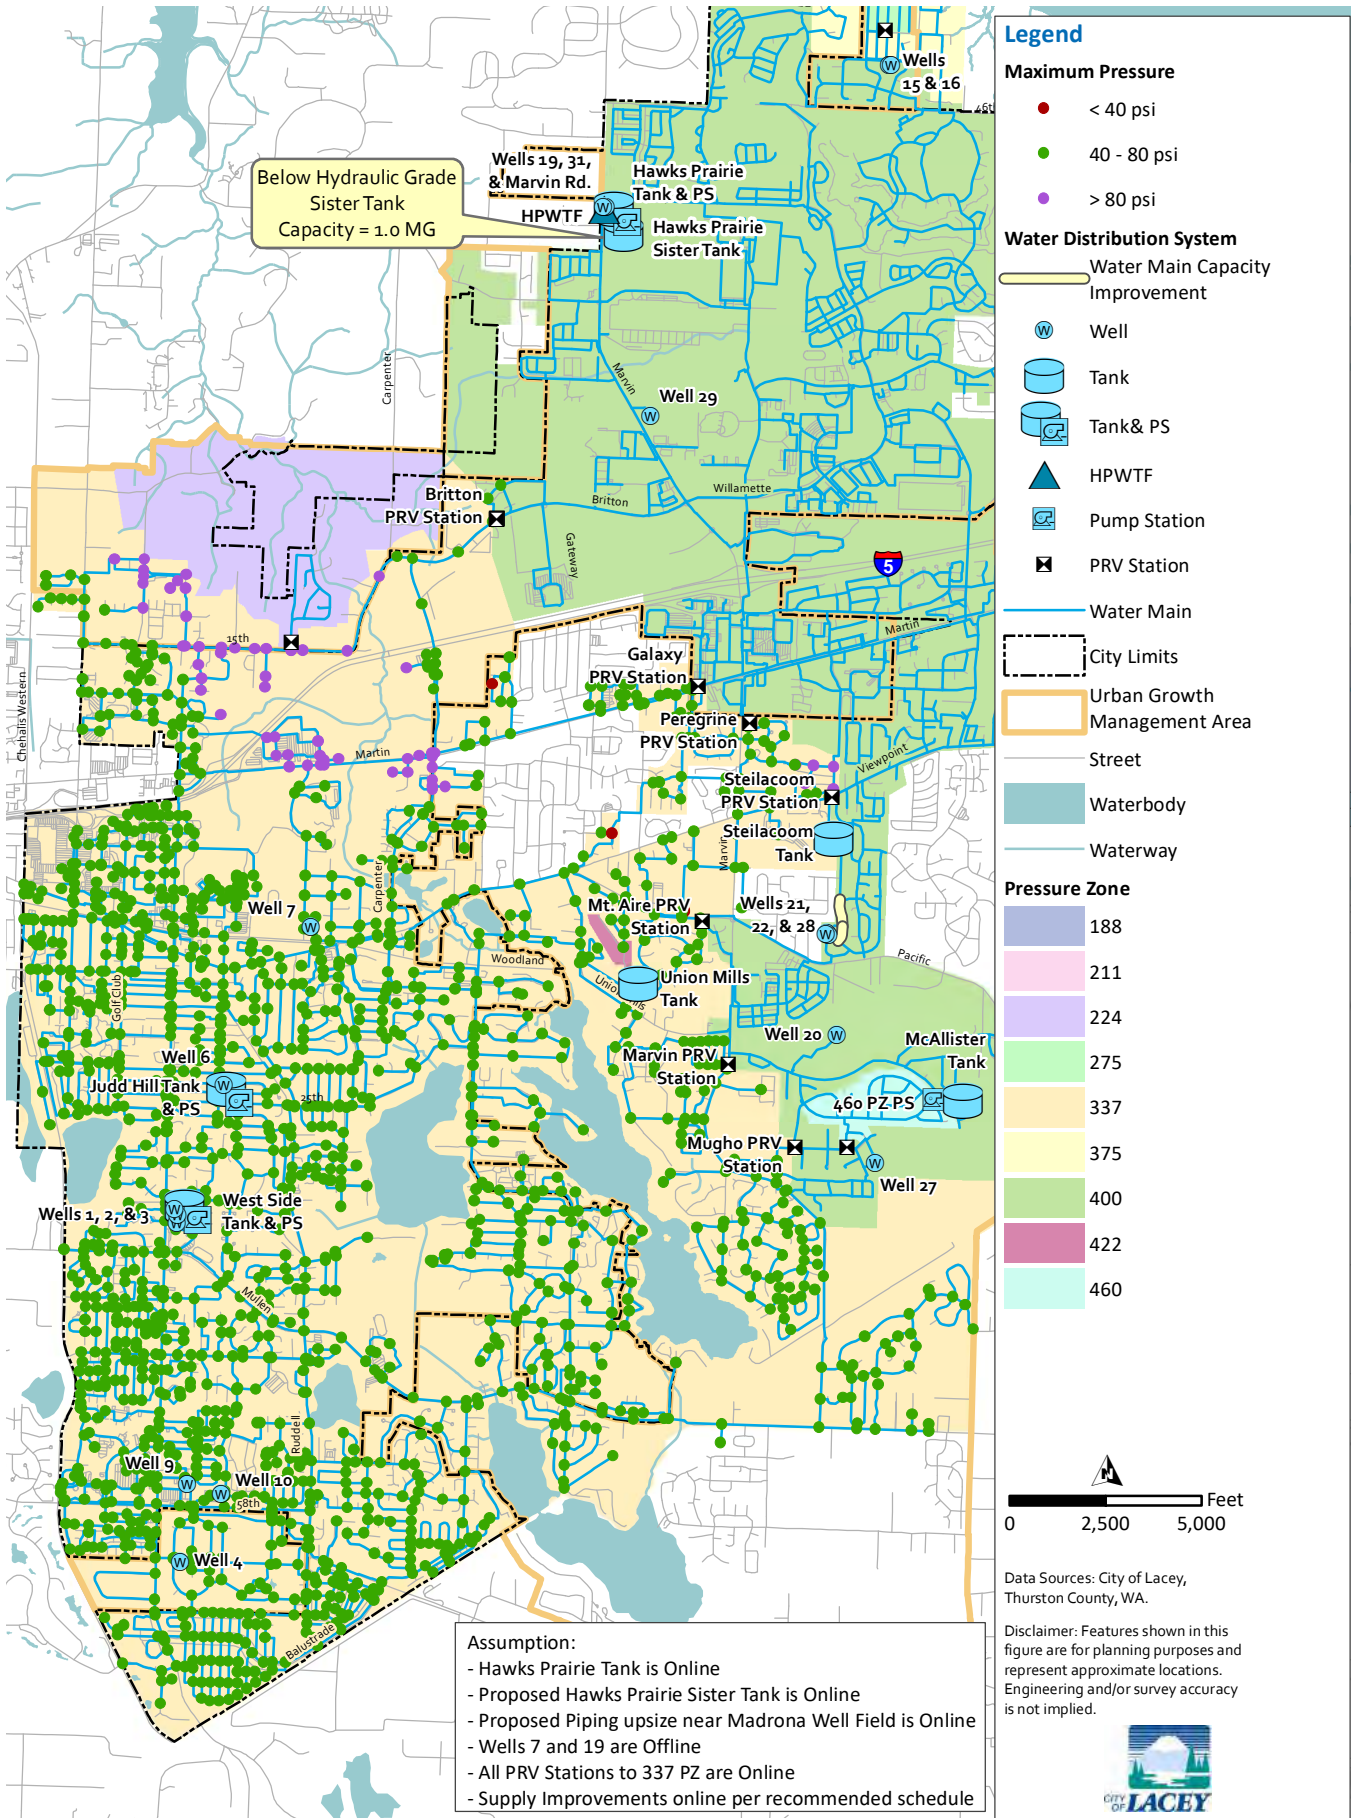 Wells
15 & 16
46th
Wells 19, 31,
& Marvin Rd.
Hawks Prairie
Tank & PS
HPWTF
Hawks Prairie
Sister Tank
Below Hydraulic Grade
Sister Tank
Capacity = 1.0 MG
Carpenter
Marvin
Well 29
Willamette
Britton
Britton
PRV Station
Gateway
5
15th
Martin
Galaxy
PRV Station
Peregrine
PRV Station
Chehalis Western
Martin
Viewpoint
Steilacoom
PRV Station
Steilacoom
Tank
Marvin
Carpenter
Well 7
Mt. Aire PRV
Station
Wells 21,
22, & 28
Pacific
Woodland
Golf Club
Union Mills
Union Mills
Tank
Well 20
McAllister
Tank
Well 6
Judd Hill Tank
& PS
25th
Marvin PRV
Station
460 PZ PS
Mugho PRV
Station
Well 27
Wells 1, 2, & 3
West Side
Tank & PS
Mullen
Ruddell
Well 9
Well 10
58th
Well 4
Balustrade
Assumption:
- Hawks Prairie Tank is Online
- Proposed Hawks Prairie Sister Tank is Online
- Proposed Piping upsize near Madrona Well Field is Online
- Wells 7 and 19 are Offline
- All PRV Stations to 337 PZ are Online
- Supply Improvements online per recommended schedule
Legend
Maximum Pressure
< 40 psi
40 - 80 psi
> 80 psi
Water Distribution System
Water Main Capacity
Improvement
W Well
Tank
Tank& PS
HPWTF
Pump Station
PRV Station
Water Main
City Limits
Urban Growth
Management Area
Street
Waterbody
Waterway
Pressure Zone
188
211
224
275
337
375
400
422
460
N
Feet
0 2,500 5,000
Data Sources: City of Lacey,
Thurston County, WA.
Disclaimer: Features shown in this
figure are for planning purposes and
represent approximate locations.
Engineering and/or survey accuracy
is not implied.
CITY OF LACEY